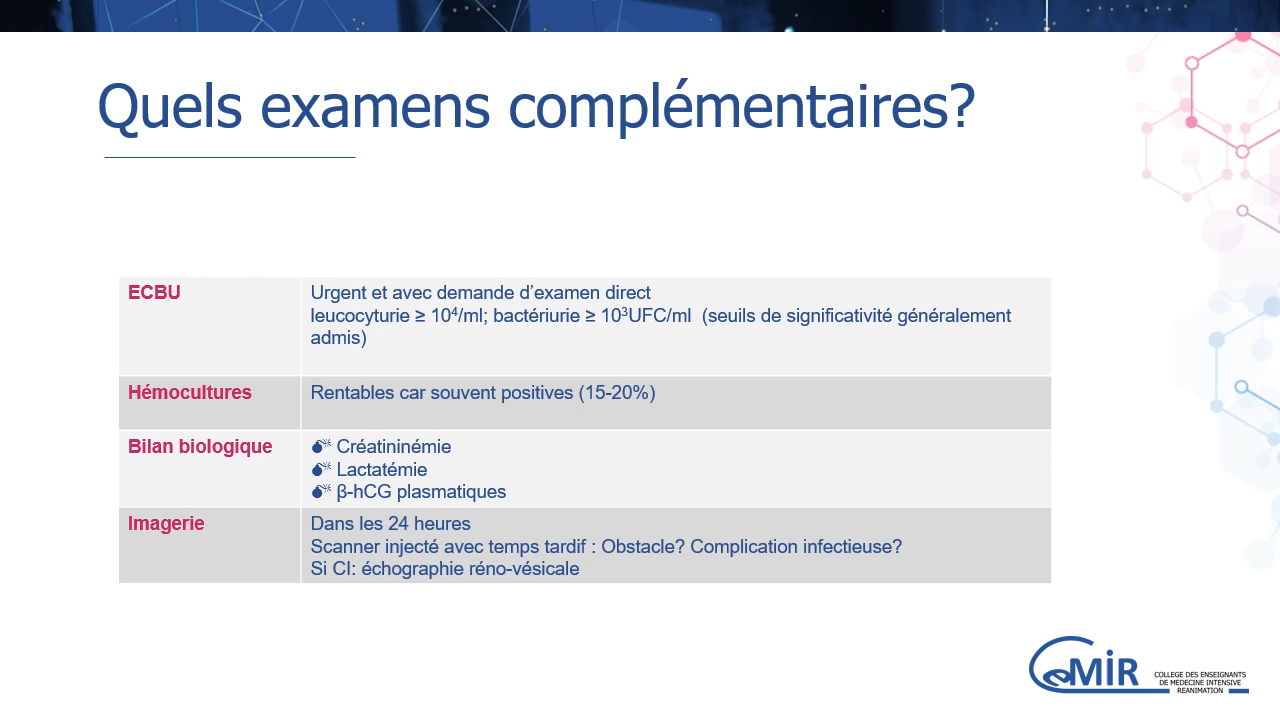 Quels examens complémentaires?
ECBU
Urgent et avec demande d’examen direct
leucocyturie ≥ 10⁴/ml; bactériurie ≥ 10³UFC/ml (seuils de significativité généralement
admis)
Hémocultures
Rentables car souvent positives (15-20%)
Bilan biologique
💣 Créatininémie
💣 Lactatémie
💣 β-hCG plasmatiques
Imagerie
Dans les 24 heures
Scanner injecté avec temps tardif : Obstacle? Complication infectieuse?
Si CI: échographie réno-vésicale
CeMIR
COLLEGE DES ENSEIGNANTS
DE MEDECINE INTENSIVE
REANIMATION